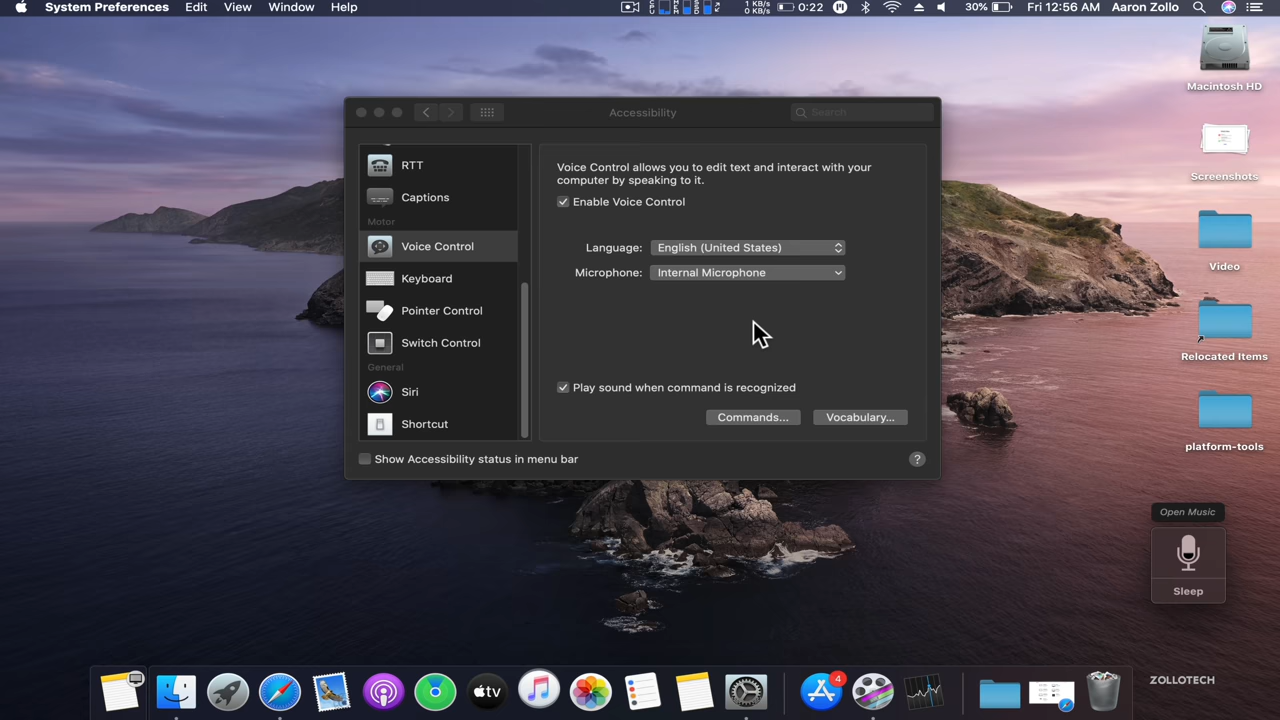 System Preferences Edit View Window Help
1 KB/s
0 KB/s
0:22
30%
Fri 12:56 AM
Aaron Zollo
Macintosh HD
Screenshots
Video
Relocated Items
platform-tools
Accessibility
Search
RTT
Captions
Motor
Voice Control
Keyboard
Pointer Control
Switch Control
General
Siri
Shortcut
Voice Control allows you to edit text and interact with your
computer by speaking to it.
Enable Voice Control
Language: English (United States)
Microphone: Internal Microphone
Play sound when command is recognized
Commands... Vocabulary...
Show Accessibility status in menu bar
?
Open Music
Sleep
tv
4
ZOLLOTECH